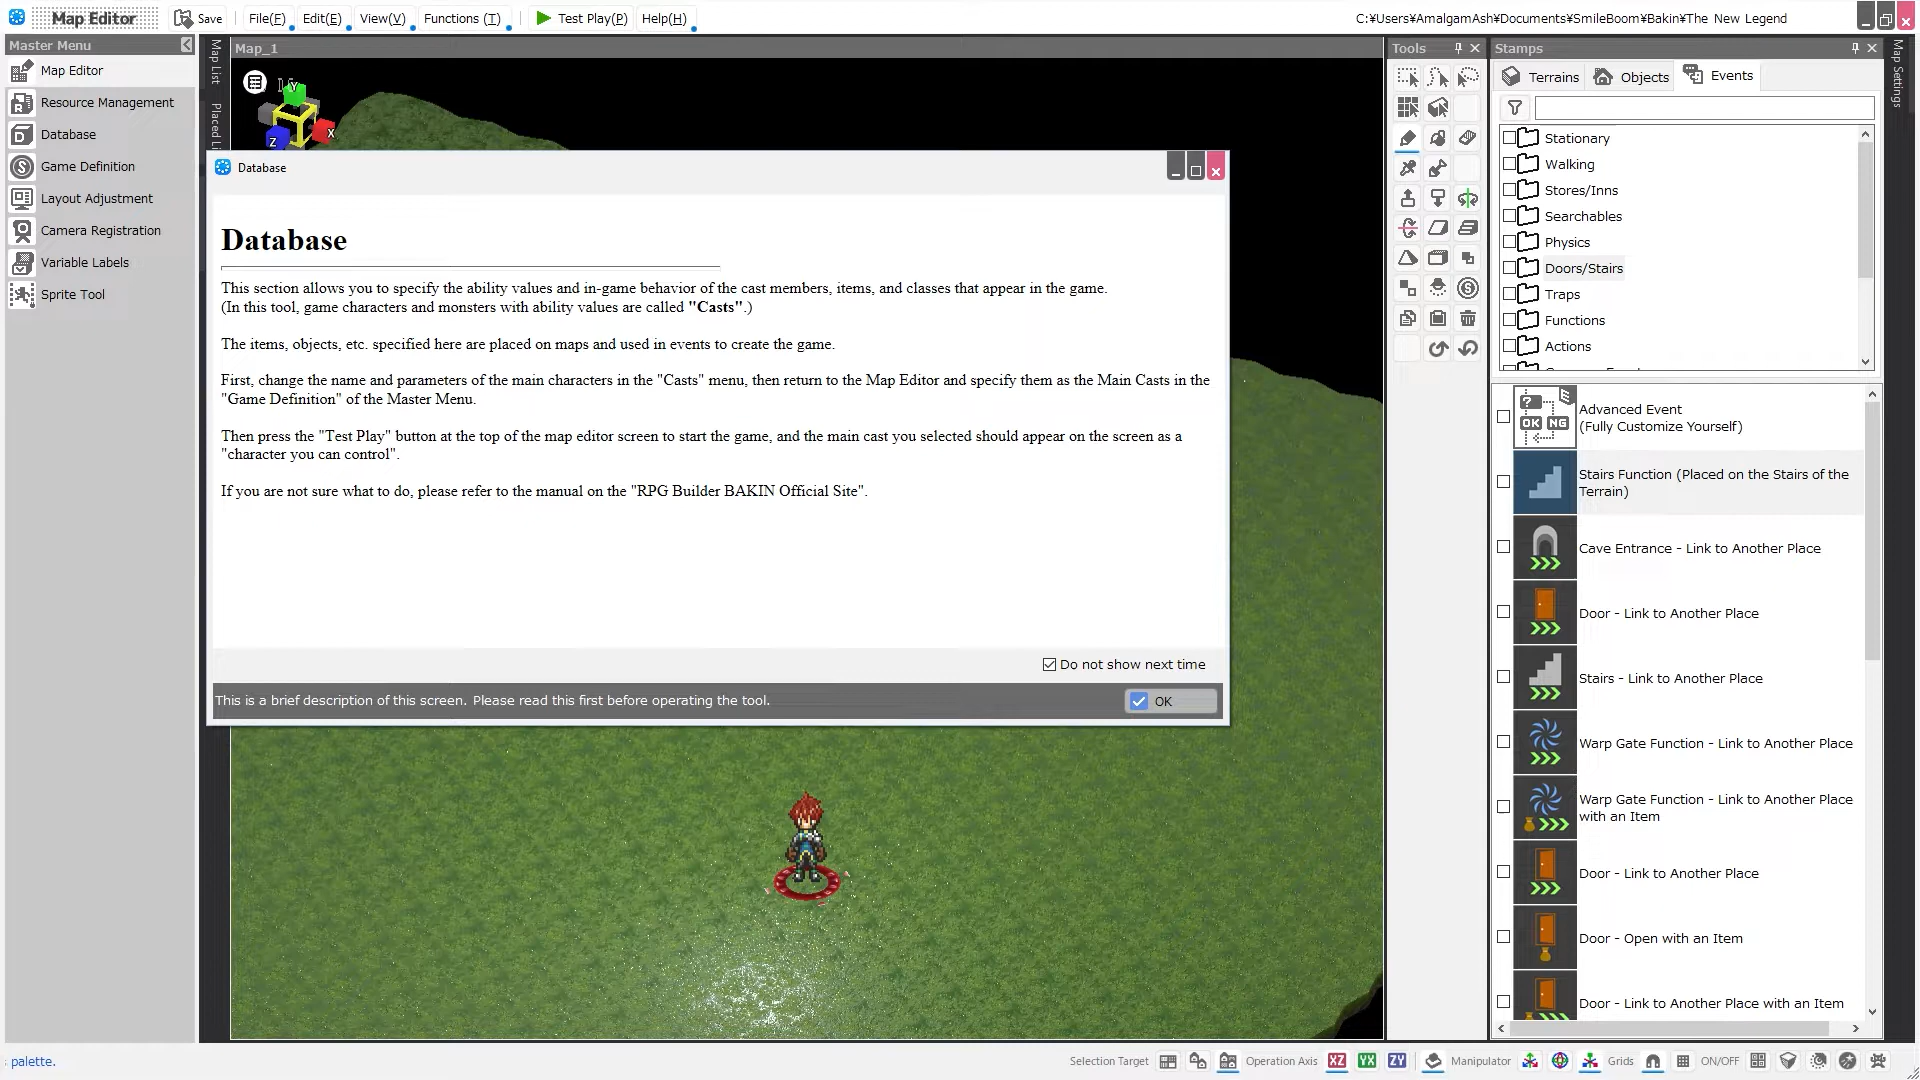 Map Editor
Save
File(F)
Edit(E)
View(V)
Functions (T)
Test Play(P)
Help(H)
C:¥Users¥AmalgamAsh¥Documents¥SmileBoom¥Bakin¥The New Legend
Master Menu
Map Editor
Resource Management
Database
Game Definition
Layout Adjustment
Camera Registration
Variable Labels
Sprite Tool
Map List
Map_1
Y
X
Z
Database
Database
This section allows you to specify the ability values and in-game behavior of the cast members, items, and classes that appear in the game.
(In this tool, game characters and monsters with ability values are called "Casts".)
The items, objects, etc. specified here are placed on maps and used in events to create the game.
First, change the name and parameters of the main characters in the "Casts" menu, then return to the Map Editor and specify them as the Main Casts in the
"Game Definition" of the Master Menu.
Then press the "Test Play" button at the top of the map editor screen to start the game, and the main cast you selected should appear on the screen as a
"character you can control".
If you are not sure what to do, please refer to the manual on the "RPG Builder BAKIN Official Site".
Do not show next time
This is a brief description of this screen. Please read this first before operating the tool.
OK
Tools
Stamps
Map Settings
Terrains
Objects
Events
Stationary
Walking
Stores/Inns
Searchables
Physics
Doors/Stairs
Traps
Functions
Actions
?
OK NG
Advanced Event
(Fully Customize Yourself)
Stairs Function (Placed on the Stairs of the
Terrain)
Cave Entrance - Link to Another Place
Door - Link to Another Place
Stairs - Link to Another Place
Warp Gate Function - Link to Another Place
Warp Gate Function - Link to Another Place
with an Item
Door - Link to Another Place
Door - Open with an Item
Door - Link to Another Place with an Item
palette.
Selection Target
Operation Axis
XZ
YX
ZY
Manipulator
Grids
ON/OFF